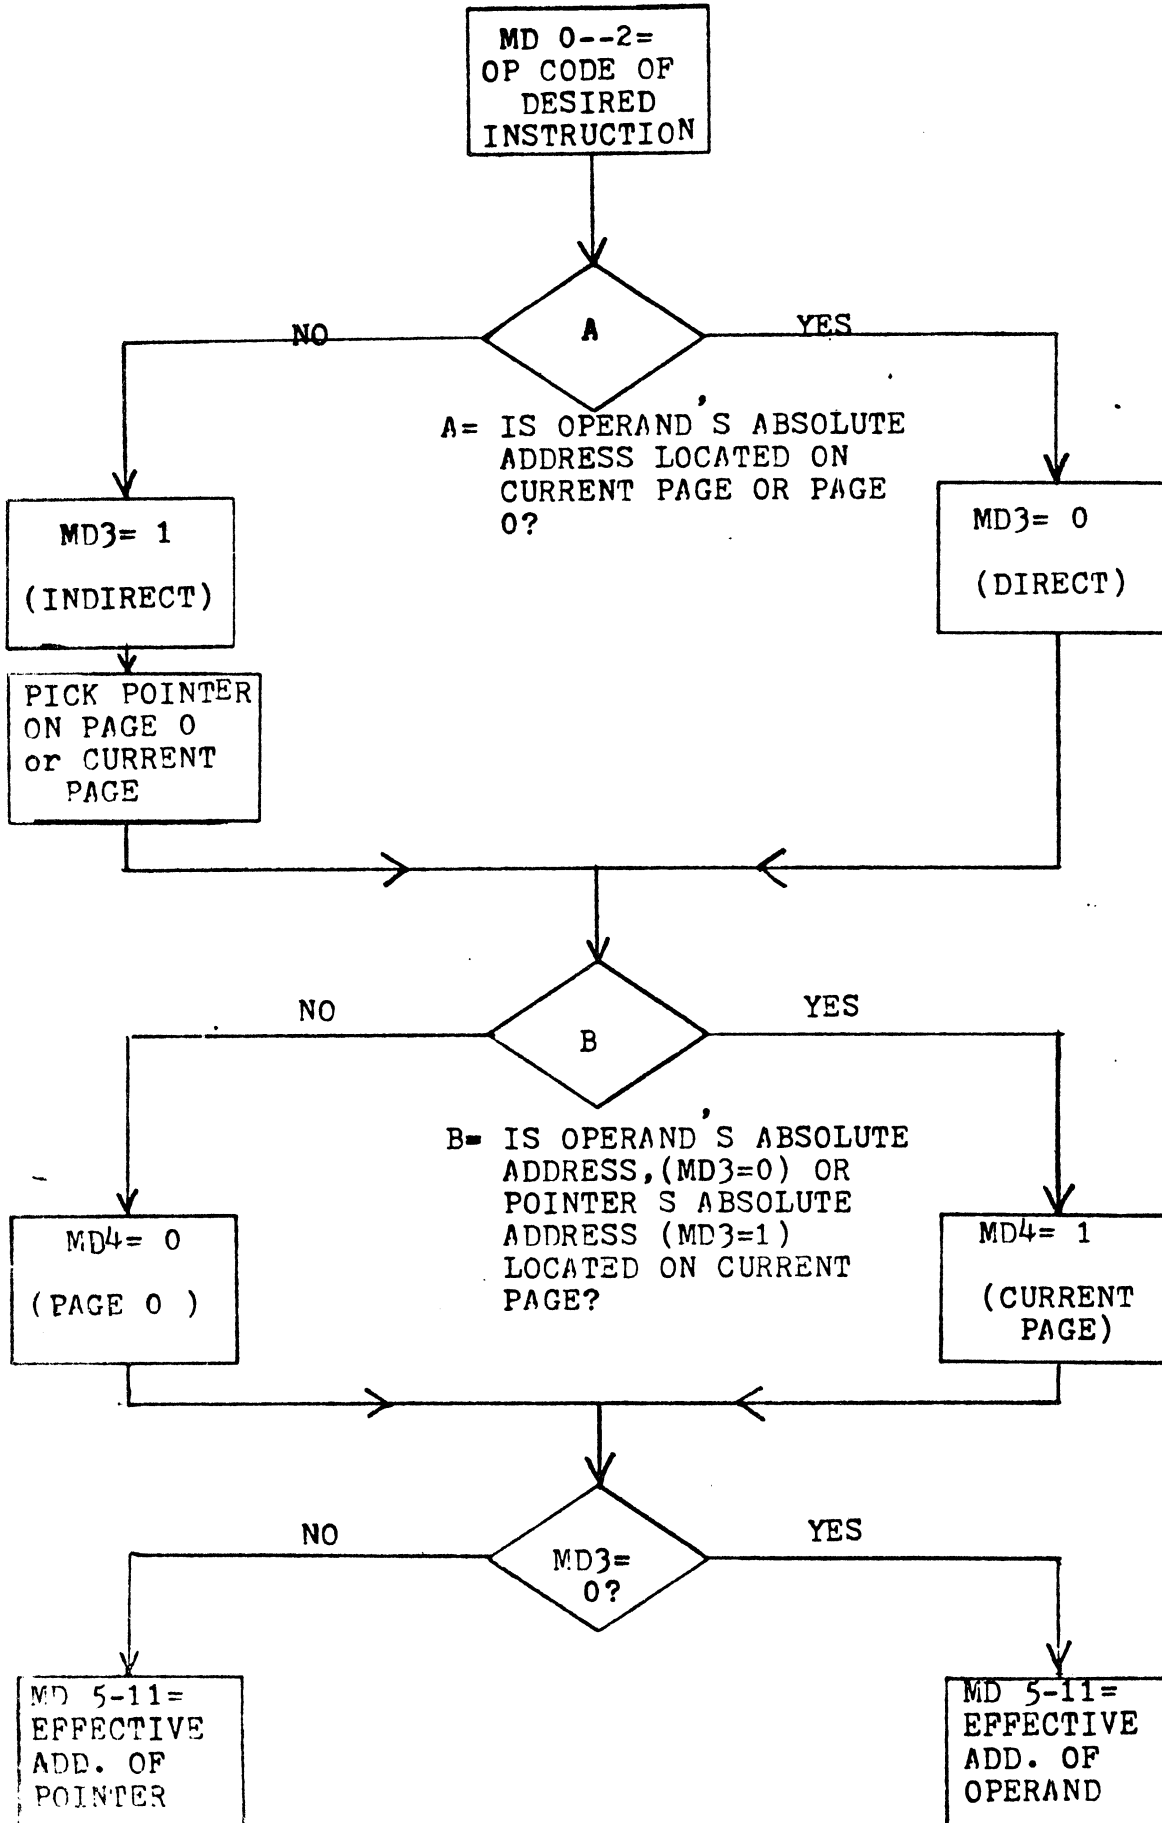 MD 0--2=
OP CODE OF
DESIRED
INSTRUCTION
NO
A
YES
A= IS OPERAND'S ABSOLUTE
ADDRESS LOCATED ON
CURRENT PAGE OR PAGE
0?
MD3= 1
(INDIRECT)
MD3= 0
(DIRECT)
PICK POINTER
ON PAGE 0
or CURRENT
PAGE
NO
B
YES
B= IS OPERAND'S ABSOLUTE
ADDRESS,(MD3=0) OR
POINTER S ABSOLUTE
ADDRESS (MD3=1)
LOCATED ON CURRENT
PAGE?
MD4= 0
(PAGE 0 )
MD4= 1
(CURRENT
PAGE)
NO
MD3=
0?
YES
MD 5-11=
EFFECTIVE
ADD. OF
POINTER
MD 5-11=
EFFECTIVE
ADD. OF
OPERAND